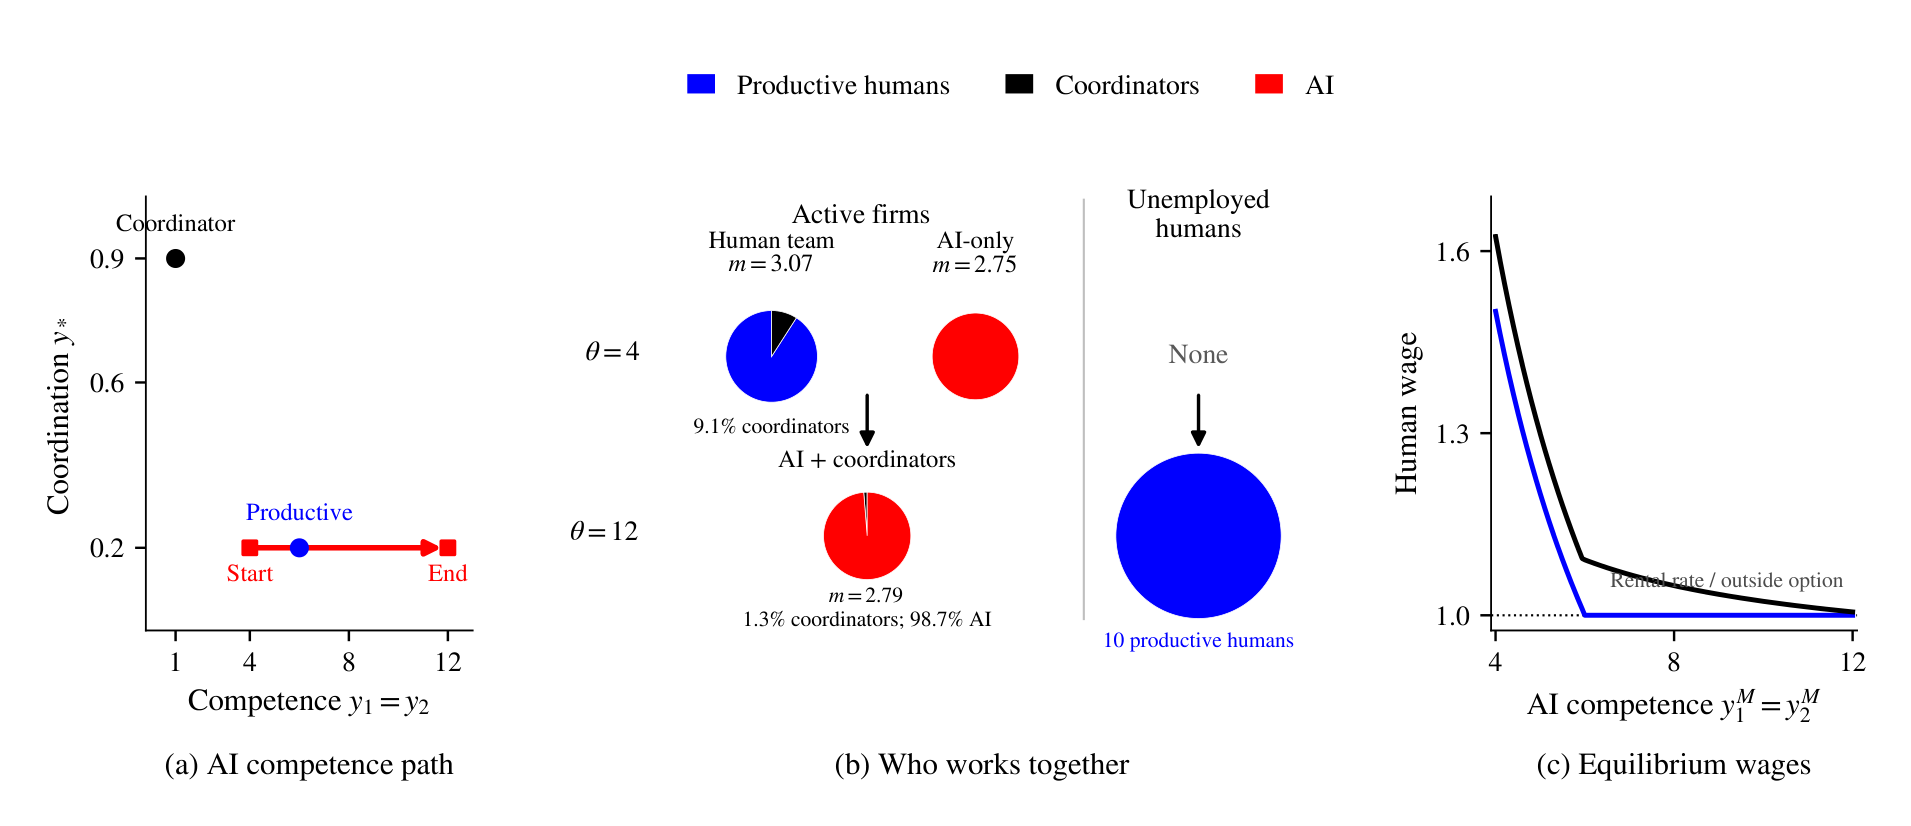 Productive humans
Coordinators
AI
Coordinator
0.9
0.6
0.2
Coordination y*
Productive
Start
End
1 4 8 12
Competence y₁ = y₂
(a) AI competence path
Active firms
Human team
m = 3.07
AI-only
m = 2.75
Unemployed
humans
θ = 4
None
9.1% coordinators
AI + coordinators
θ = 12
m = 2.79
1.3% coordinators; 98.7% AI
10 productive humans
(b) Who works together
1.6
1.3
1.0
Human wage
Rental rate / outside option
4 8 12
AI competence y₁ᴹ = y₂ᴹ
(c) Equilibrium wages